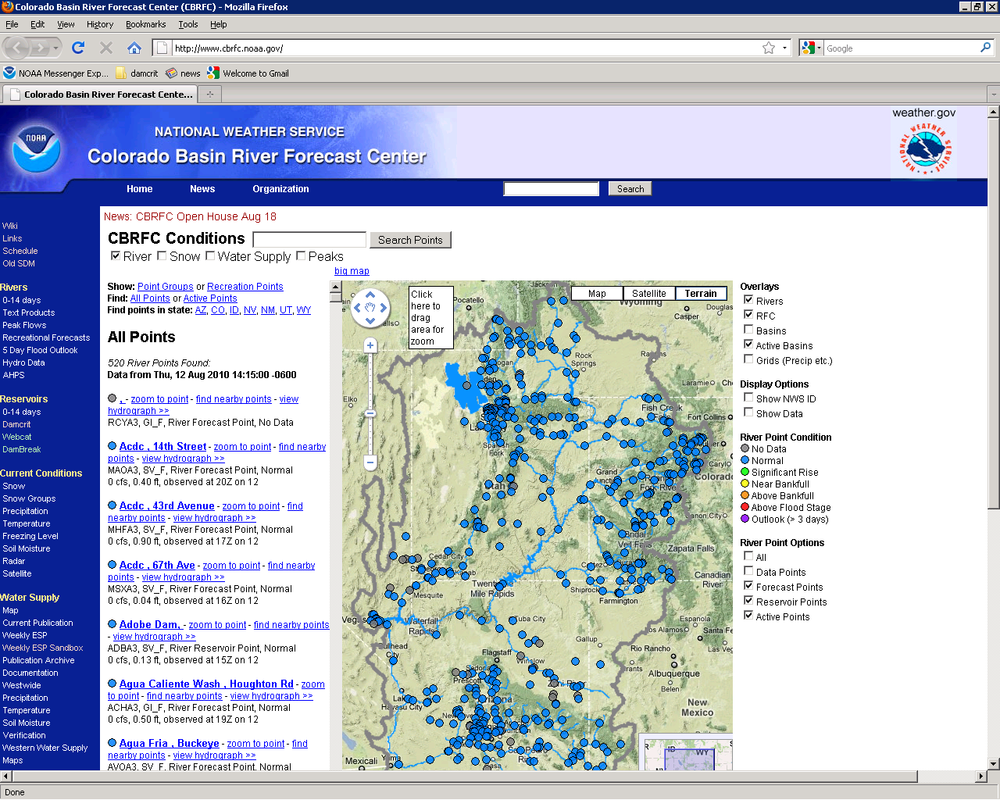 Colorado Basin River Forecast Center (CBRFC) - Mozilla Firefox
File Edit View History Bookmarks Tools Help
http://www.cbrfc.noaa.gov/
Google
NOAA Messenger Exp... damcrit news Welcome to Gmail
Colorado Basin River Forecast Cente...
NOAA
NATIONAL WEATHER SERVICE
Colorado Basin River Forecast Center
weather.gov
NATIONAL WEATHER SERVICE
Home News Organization Search
Wiki
Links
Schedule
Old SDM
Rivers
0-14 days
Text Products
Peak Flows
Recreational Forecasts
5 Day Flood Outlook
Hydro Data
AHPS
Reservoirs
0-14 days
Damcrit
Webcat
DamBreak
Current Conditions
Snow
Snow Groups
Precipitation
Temperature
Freezing Level
Soil Moisture
Radar
Satellite
Water Supply
Map
Current Publication
Weekly ESP
Weekly ESP Sandbox
Publication Archive
Documentation
Westwide
Precipitation
Temperature
Soil Moisture
Verification
Western Water Supply
Maps
News: CBRFC Open House Aug 18
CBRFC Conditions Search Points
River Snow Water Supply Peaks
big map
Show: Point Groups or Recreation Points
Find: All Points or Active Points
Find points in state: AZ, CO, ID, NV, NM, UT, WY
All Points
520 River Points Found:
Data from Thu, 12 Aug 2010 14:15:00 -0600
, - zoom to point - find nearby points - view
hydrograph >>
RCYA3, GI_F, River Forecast Point, No Data
Acdc , 14th Street - zoom to point - find nearby
points - view hydrograph >>
MAOA3, SV_F, River Forecast Point, Normal
0 cfs, 0.40 ft, observed at 20Z on 12
Acdc , 43rd Avenue - zoom to point - find
nearby points - view hydrograph >>
MHFA3, SV_F, River Forecast Point, Normal
0 cfs, 0.90 ft, observed at 17Z on 12
Acdc , 67th Ave - zoom to point - find nearby
points - view hydrograph >>
MSXA3, SV_F, River Forecast Point, Normal
0 cfs, 0.04 ft, observed at 16Z on 12
Adobe Dam, - zoom to point - find nearby points
- view hydrograph >>
ADBA3, SV_F, River Reservoir Point, Normal
0 cfs, 0.13 ft, observed at 15Z on 12
Agua Caliente Wash , Houghton Rd - zoom
to point - find nearby points - view hydrograph >>
ACHA3, GI_F, River Forecast Point, Normal
0 cfs, 0.50 ft, observed at 19Z on 12
Agua Fria , Buckeye - zoom to point - find
nearby points - view hydrograph >>
AVOA3, SV_F, River Forecast Point, Normal
Click
here to
drag
area for
zoom
Map Satellite Terrain
Pocatello
Wyoming
Casper
Douglas
Rock
Springs
Laramie
Elko
Fish Creek
Fort Collins
Spanish
Fork
Grand
Utah
Colorado
Canon City
Bridal
Veil Falls
Zapata Falls
Cedar City
Kanab
Canadian
River
Mesquite
Twenty
Mile Rapids
Shiprock
Farmington
Vegas
Waterfall
Rapids
Tuba City
Española
Los Alamos
Santa Fe
Las Veg
Bullhead
City
Flagstaff
Gallup
Rio Rancho
Winslow
Albuquerque
Prescott
Belen
Havasu City
Arizona
New
Mexico
Mexicali
WY
ID
Overlays
Rivers
RFC
Basins
Active Basins
Grids (Precip etc.)
Display Options
Show NWS ID
Show Data
River Point Condition
No Data
Normal
Significant Rise
Near Bankfull
Above Bankfull
Above Flood Stage
Outlook (> 3 days)
River Point Options
All
Data Points
Forecast Points
Reservoir Points
Active Points
Done